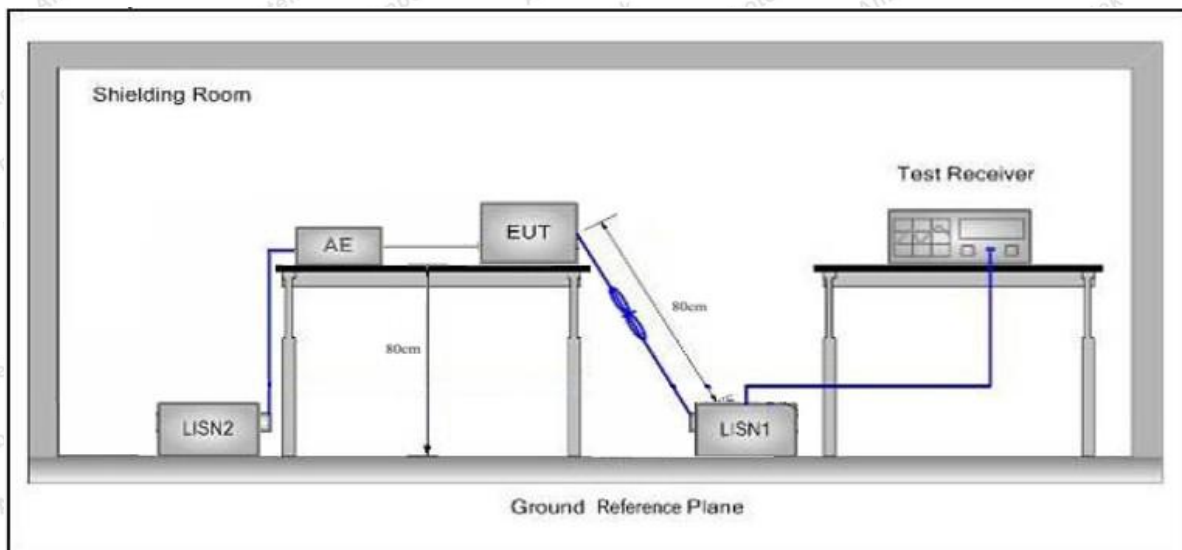 Shielding Room
Test Receiver
AE
EUT
80cm
80cm
LISN2
LISN1
Ground Reference Plane